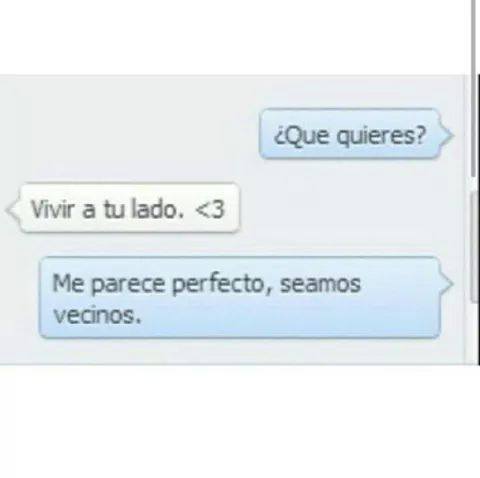 ¿Que quieres?
Vivir a tu lado. <3
Me parece perfecto, seamos
vecinos.